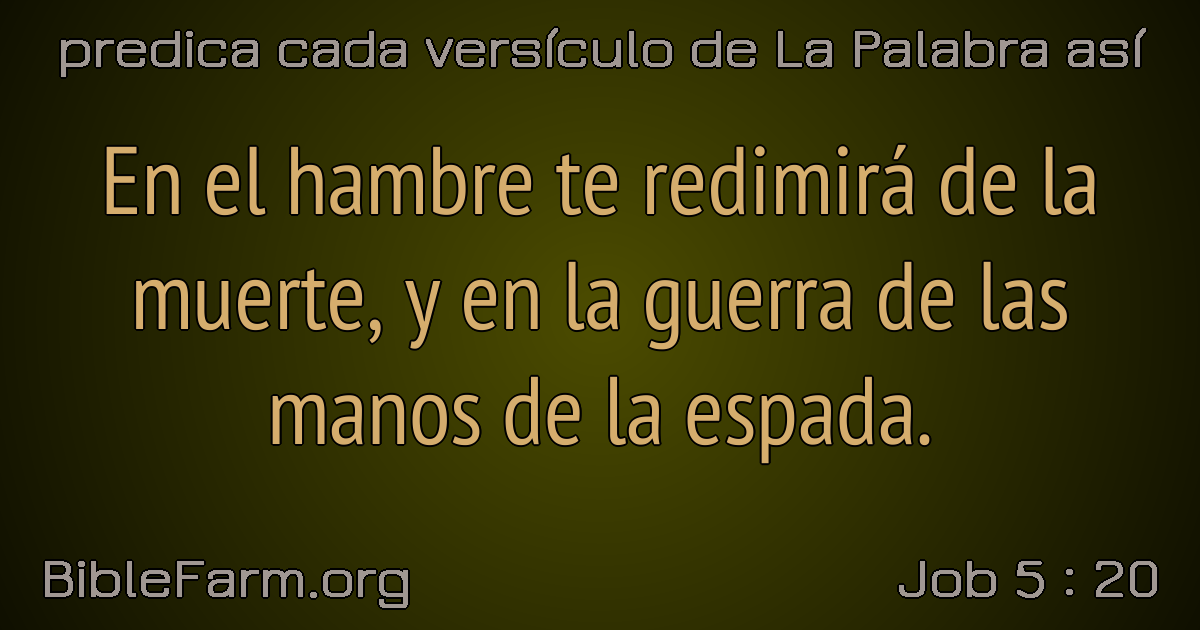 predica cada versículo de La Palabra así
En el hambre te redimirá de la
muerte, y en la guerra de las
manos de la espada.
BibleFarm.org
Job 5 : 20